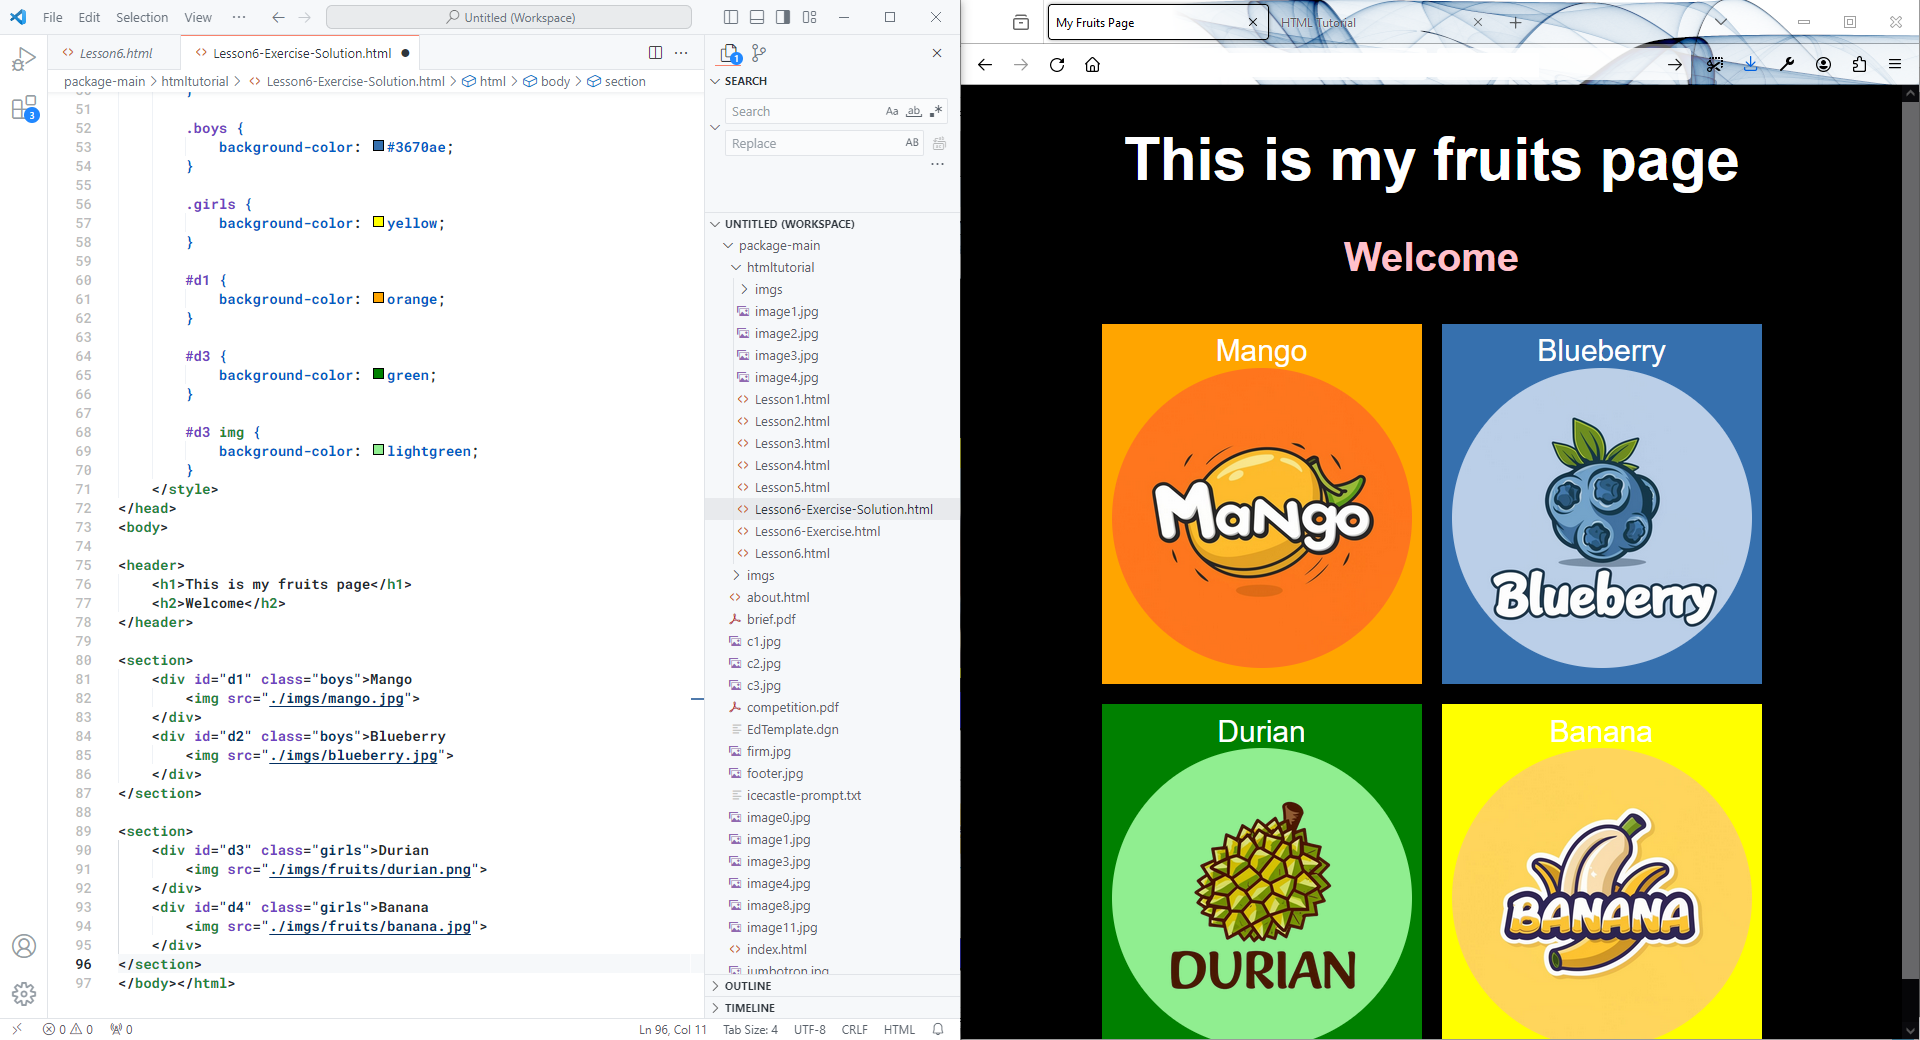 File Edit Selection View ··· Untitled (Workspace)
Lesson6.html Lesson6-Exercise-Solution.html
package-main > htmltutorial > Lesson6-Exercise-Solution.html > html > body > section
51
52 .boys {
53 background-color: #3670ae;
54 }
55
56 .girls {
57 background-color: yellow;
58 }
59
60 #d1 {
61 background-color: orange;
62 }
63
64 #d3 {
65 background-color: green;
66 }
67
68 #d3 img {
69 background-color: lightgreen;
70 }
71 </style>
72 </head>
73 <body>
74
75 <header>
76 <h1>This is my fruits page</h1>
77 <h2>Welcome</h2>
78 </header>
79
80 <section>
81 <div id="d1" class="boys">Mango
82 <img src="./imgs/mango.jpg">
83 </div>
84 <div id="d2" class="boys">Blueberry
85 <img src="./imgs/blueberry.jpg">
86 </div>
87 </section>
88
89 <section>
90 <div id="d3" class="girls">Durian
91 <img src="./imgs/fruits/durian.png">
92 </div>
93 <div id="d4" class="girls">Banana
94 <img src="./imgs/fruits/banana.jpg">
95 </div>
96 </section>
97 </body></html>
3
0 0 0
Ln 96, Col 11 Tab Size: 4 UTF-8 CRLF HTML
1
SEARCH
Search Aa ab .*
Replace AB
···
UNTITLED (WORKSPACE)
package-main
htmltutorial
imgs
image1.jpg
image2.jpg
image3.jpg
image4.jpg
Lesson1.html
Lesson2.html
Lesson3.html
Lesson4.html
Lesson5.html
Lesson6-Exercise-Solution.html
Lesson6-Exercise.html
Lesson6.html
imgs
about.html
brief.pdf
c1.jpg
c2.jpg
c3.jpg
competition.pdf
EdTemplate.dgn
firm.jpg
footer.jpg
icecastle-prompt.txt
image0.jpg
image1.jpg
image3.jpg
image4.jpg
image8.jpg
image11.jpg
index.html
jumbotron.jpg
OUTLINE
TIMELINE
My Fruits Page HTML Tutorial
This is my fruits page
Welcome
Mango
MaNgo
Blueberry
Blueberry
Durian
DURIAN
Banana
BANANA